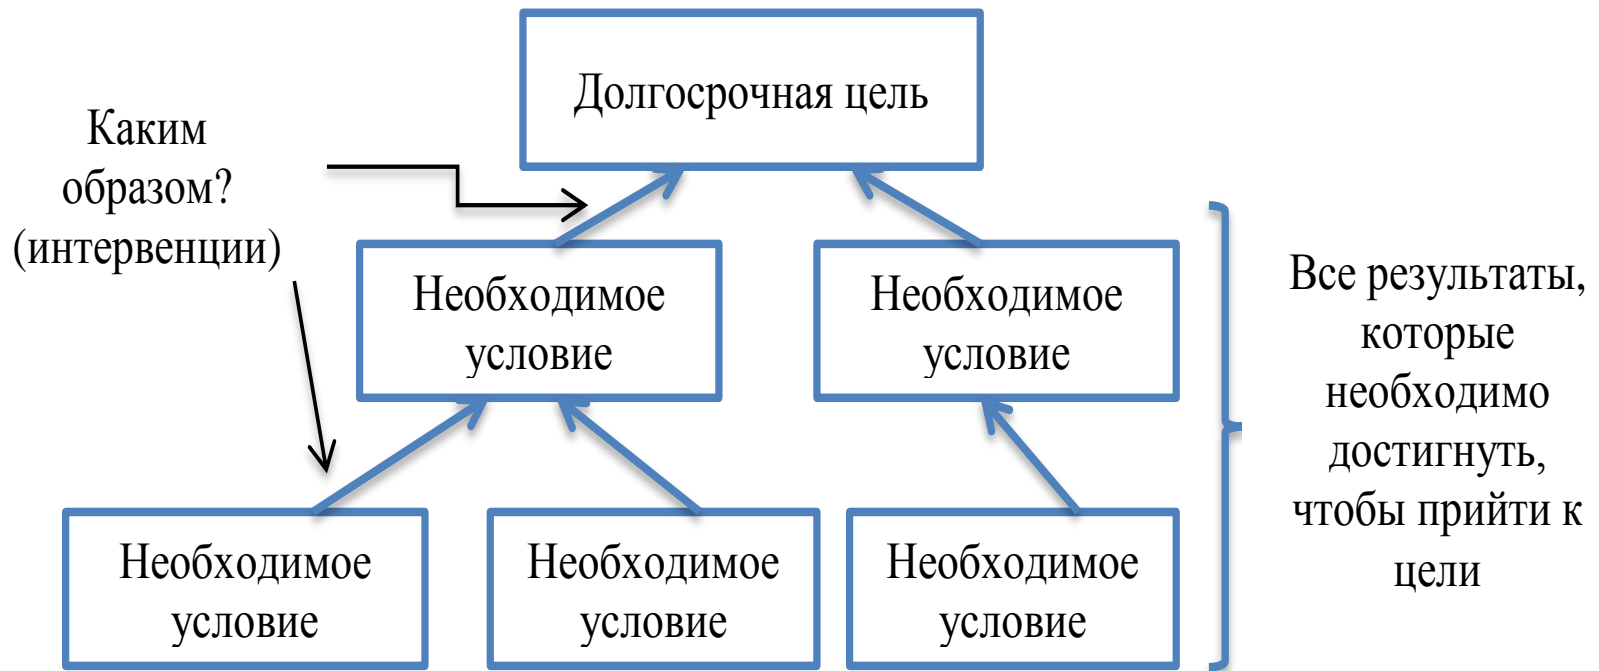 Долгосрочная цель
Каким
образом?
(интервенции)
Необходимое
условие
Необходимое
условие
Все результаты,
которые
необходимо
достигнуть,
чтобы прийти к
цели
Необходимое
условие
Необходимое
условие
Необходимое
условие